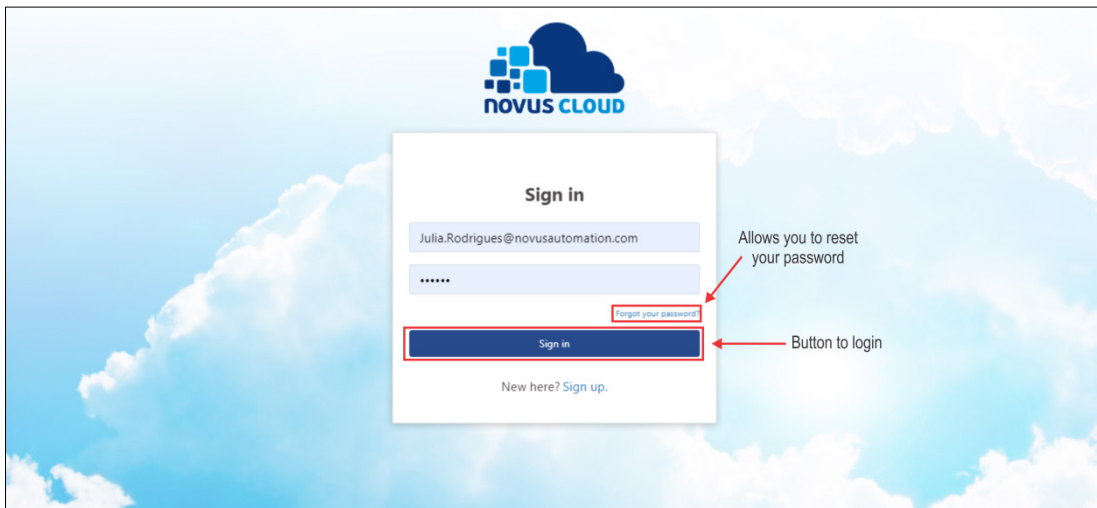 novus CLOUD
Sign in
Julia.Rodrigues@novusautomation.com
••••••
Allows you to reset
your password
Forgot your password?
Sign in
Button to login
New here? Sign up.